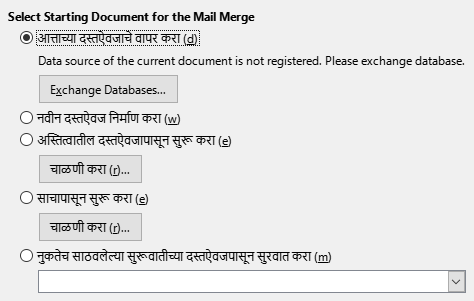 Select Starting Document for the Mail Merge
आत्ताच्या दस्तऐवजाचे वापर करा (d)
Data source of the current document is not registered. Please exchange database.
Exchange Databases...
नवीन दस्तऐवज निर्माण करा (w)
अस्तित्वातील दस्तऐवजापासून सुरू करा (e)
चाळणी करा (r)...
साचापासून सुरू करा (e)
चाळणी करा (r)...
नुकतेच साठवलेल्या सुरूवातीच्या दस्तऐवजपासून सुरवात करा (m)